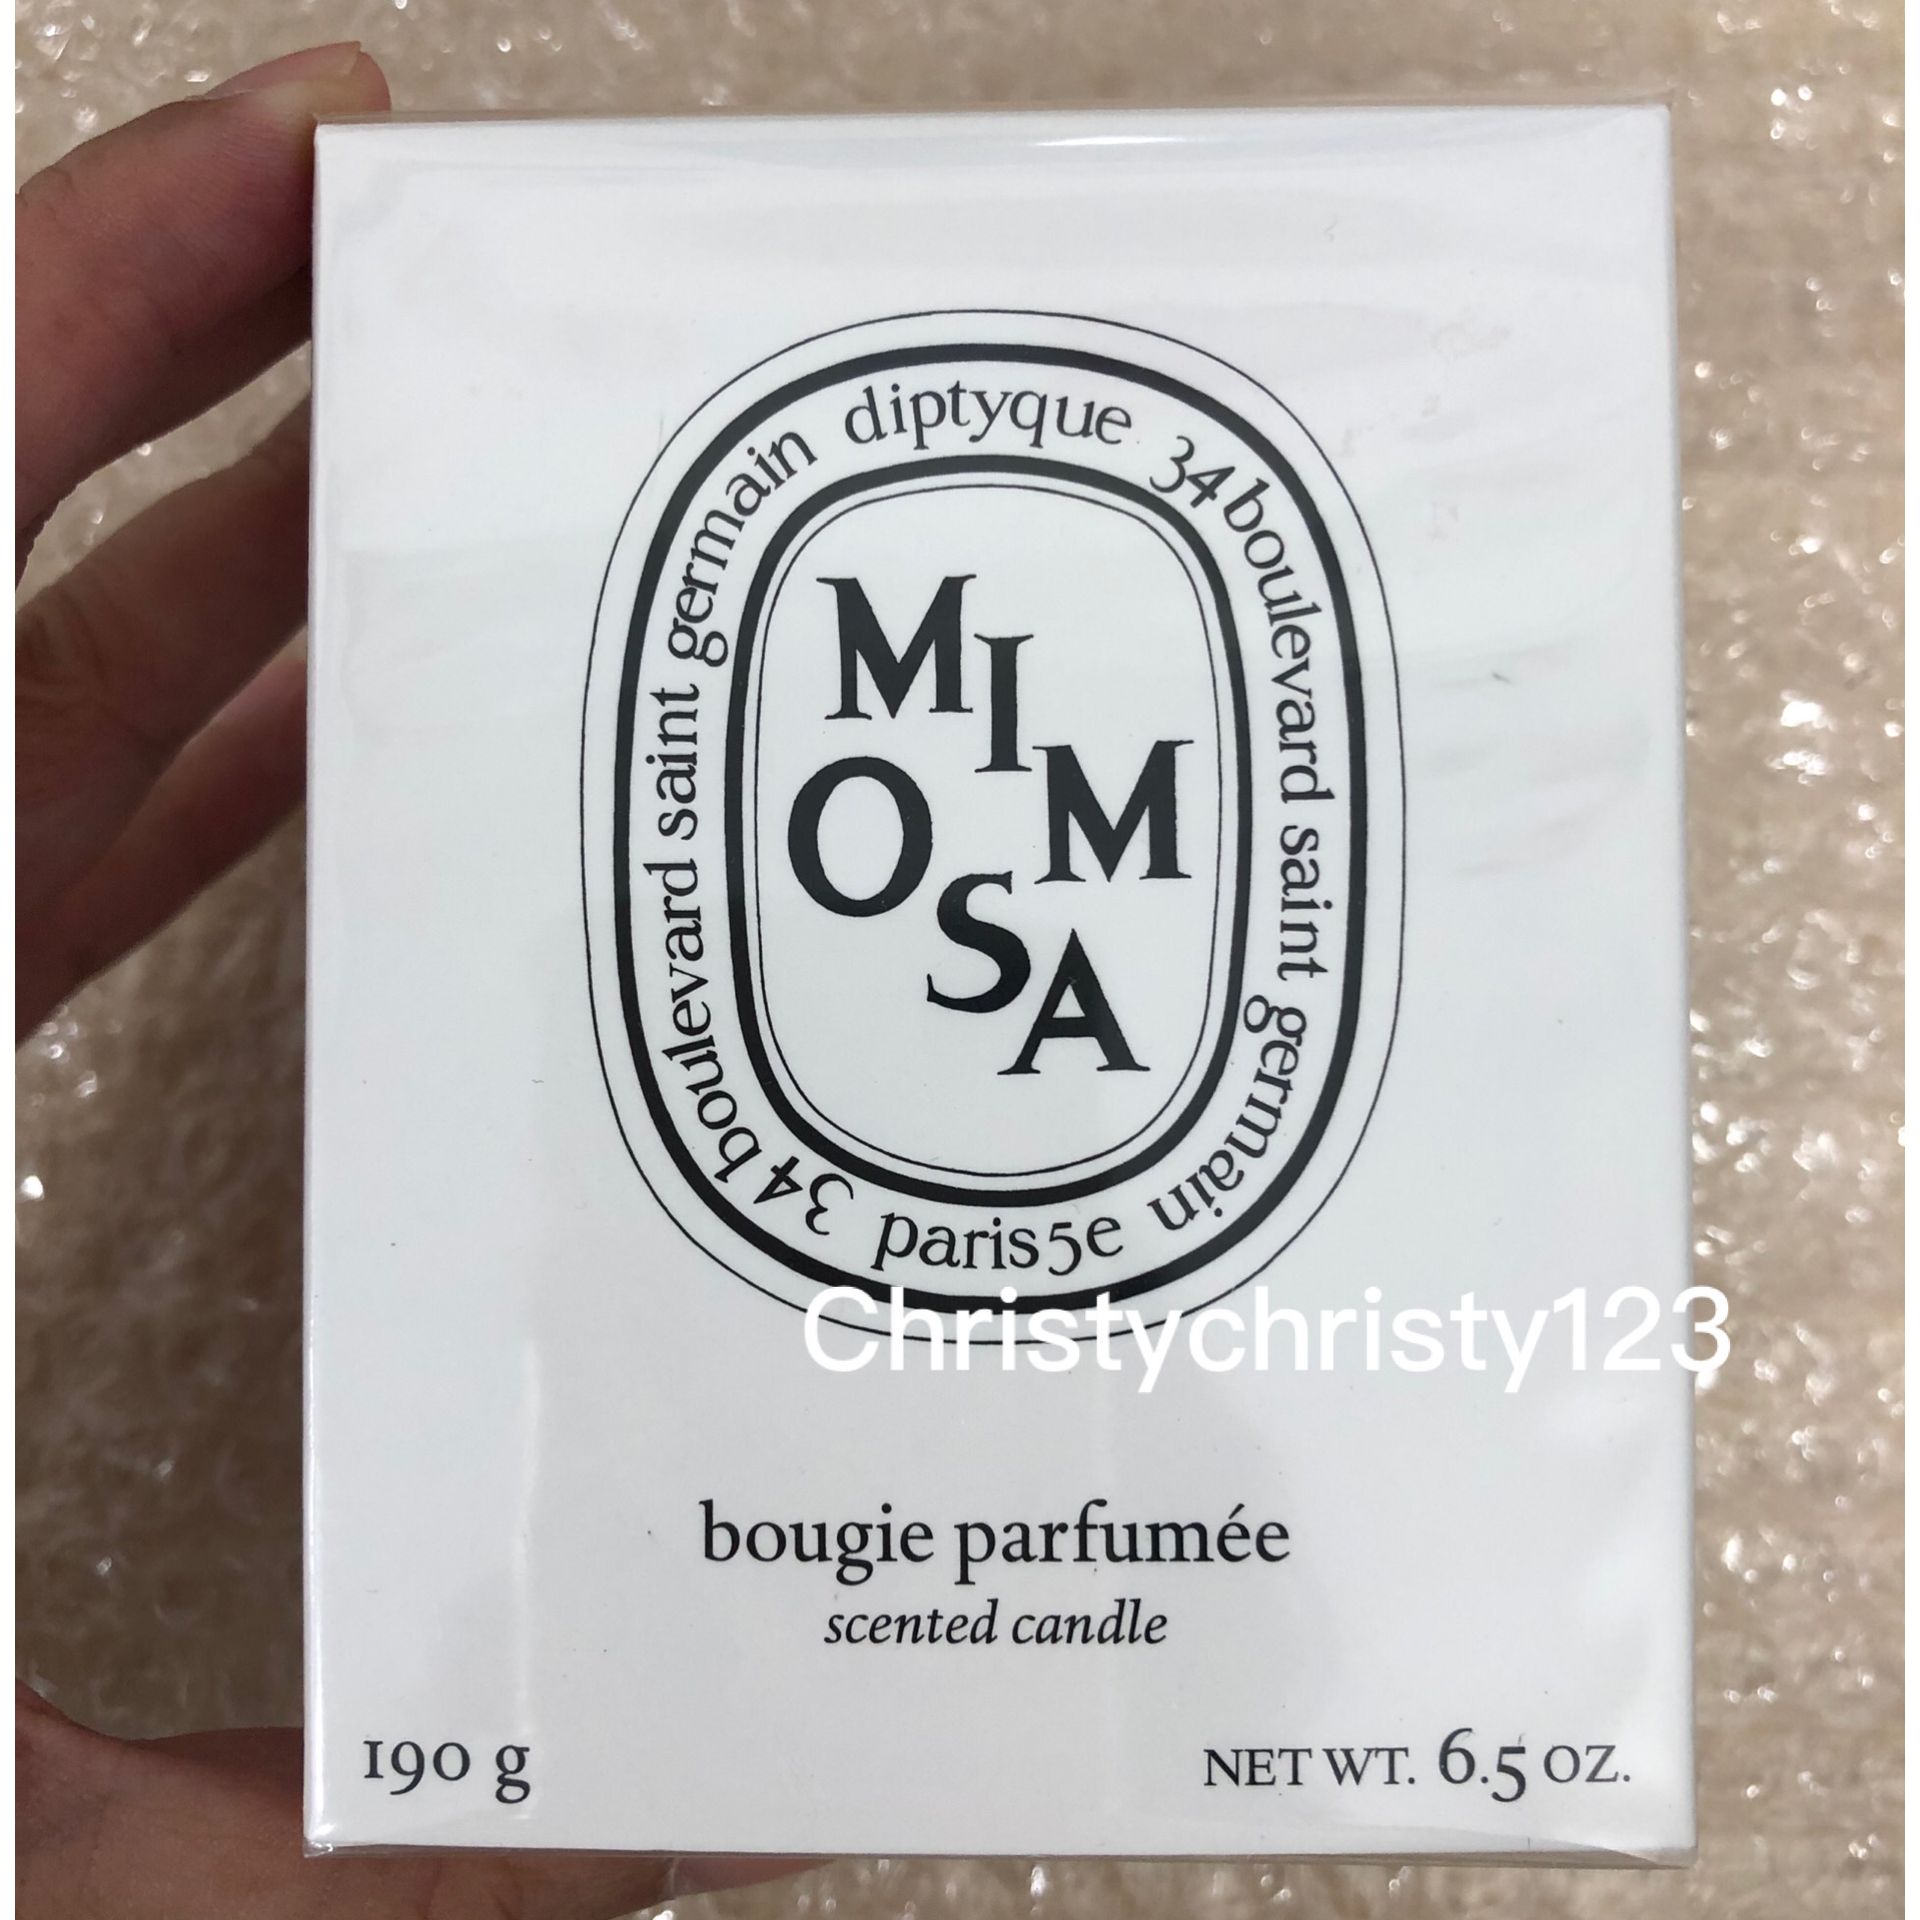 diptyque 34 boulevard saint germain paris 5e 34 boulevard saint germain
MI
M
O
SA
Christychristy123
bougie parfumée
scented candle
190 g NET WT. 6.5 OZ.